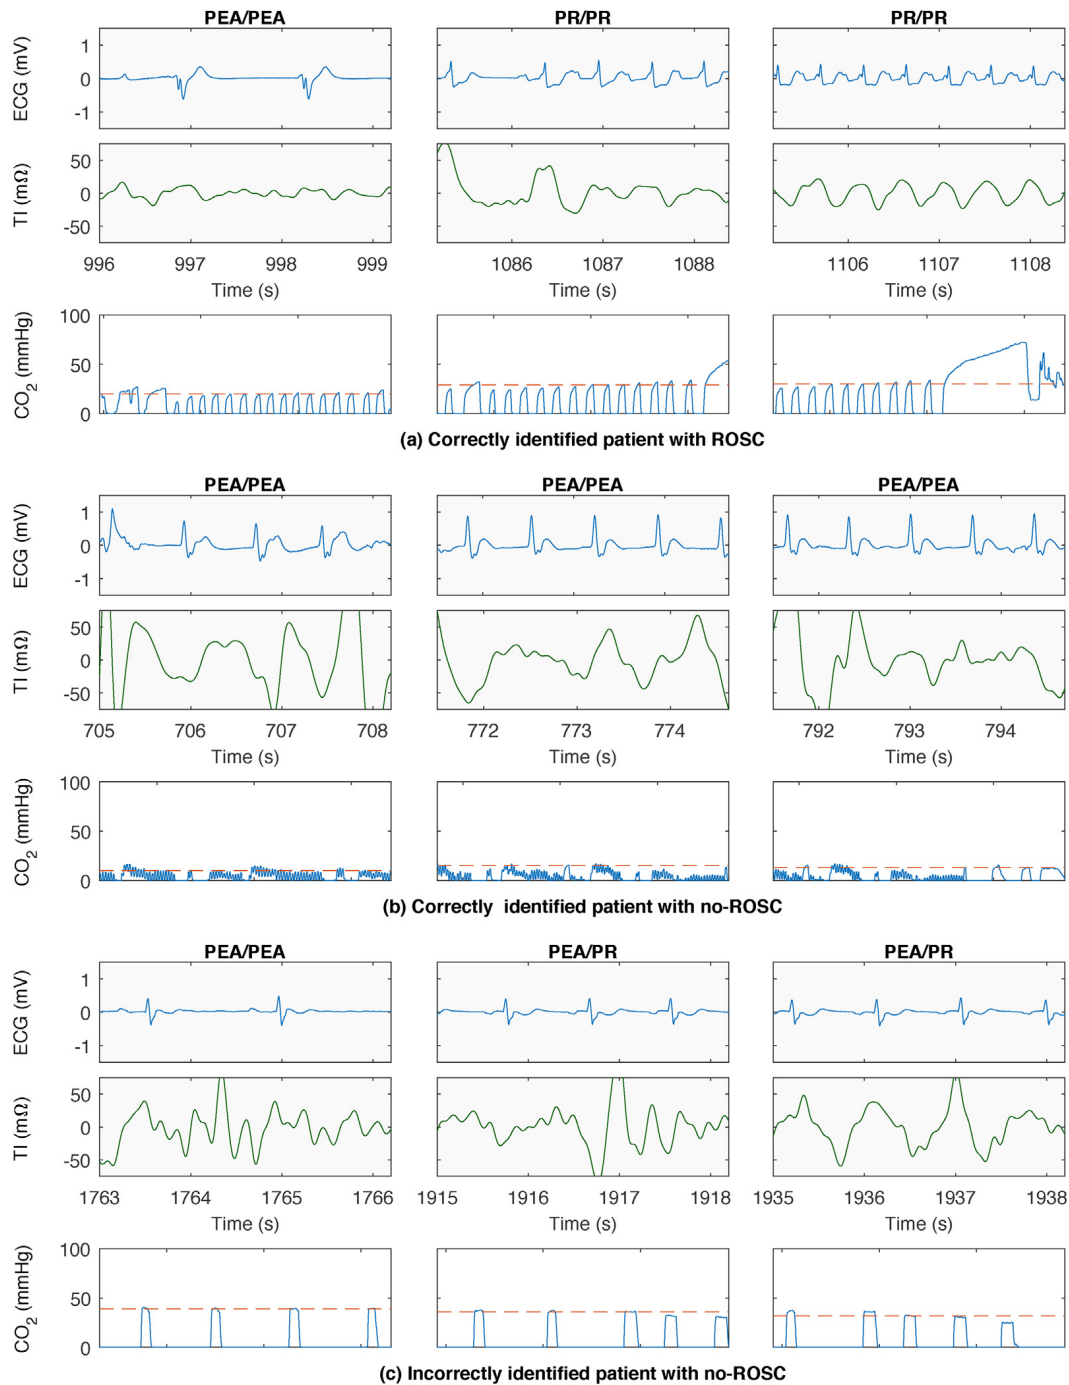 PEA/PEA PR/PR PR/PR
ECG (mV) 1 0 -1
TI (mΩ) 50 0 -50
996 997 998 999 1086 1087 1088 1106 1107 1108
Time (s) Time (s) Time (s)
CO2 (mmHg) 100 50 0
(a) Correctly identified patient with ROSC
PEA/PEA PEA/PEA PEA/PEA
ECG (mV) 1 0 -1
TI (mΩ) 50 0 -50
705 706 707 708 772 773 774 792 793 794
Time (s) Time (s) Time (s)
CO2 (mmHg) 100 50 0
(b) Correctly identified patient with no-ROSC
PEA/PEA PEA/PR PEA/PR
ECG (mV) 1 0 -1
TI (mΩ) 50 0 -50
1763 1764 1765 1766 1915 1916 1917 1918 1935 1936 1937 1938
Time (s) Time (s) Time (s)
CO2 (mmHg) 100 50 0
(c) Incorrectly identified patient with no-ROSC